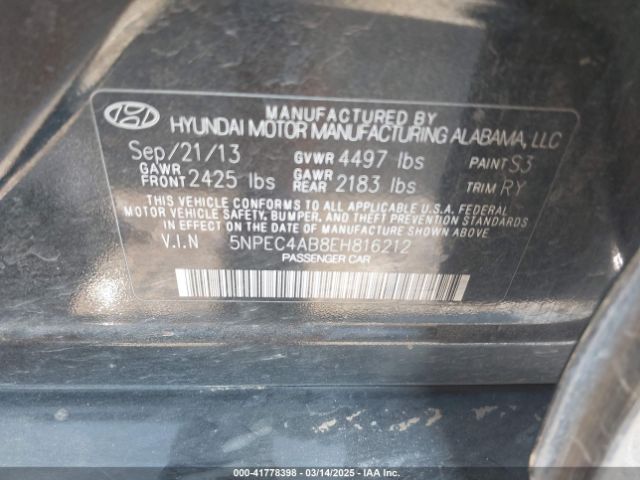 MANUFACTURED BY
HYUNDAI MOTOR MANUFACTURING ALABAMA, LLC
Sep/21/13 GVWR 4497 lbs PAINT S3
GAWR FRONT 2425 lbs GAWR REAR 2183 lbs TRIM RY
THIS VEHICLE CONFORMS TO ALL APPLICABLE U.S.A. FEDERAL
MOTOR VEHICLE SAFETY, BUMPER, AND THEFT PREVENTION STANDARDS
IN EFFECT ON THE DATE OF MANUFACTURE SHOWN ABOVE.
V.I.N 5NPEC4AB8EH816212
PASSENGER CAR
000-41778398 - 03/14/2025 - IAA Inc.